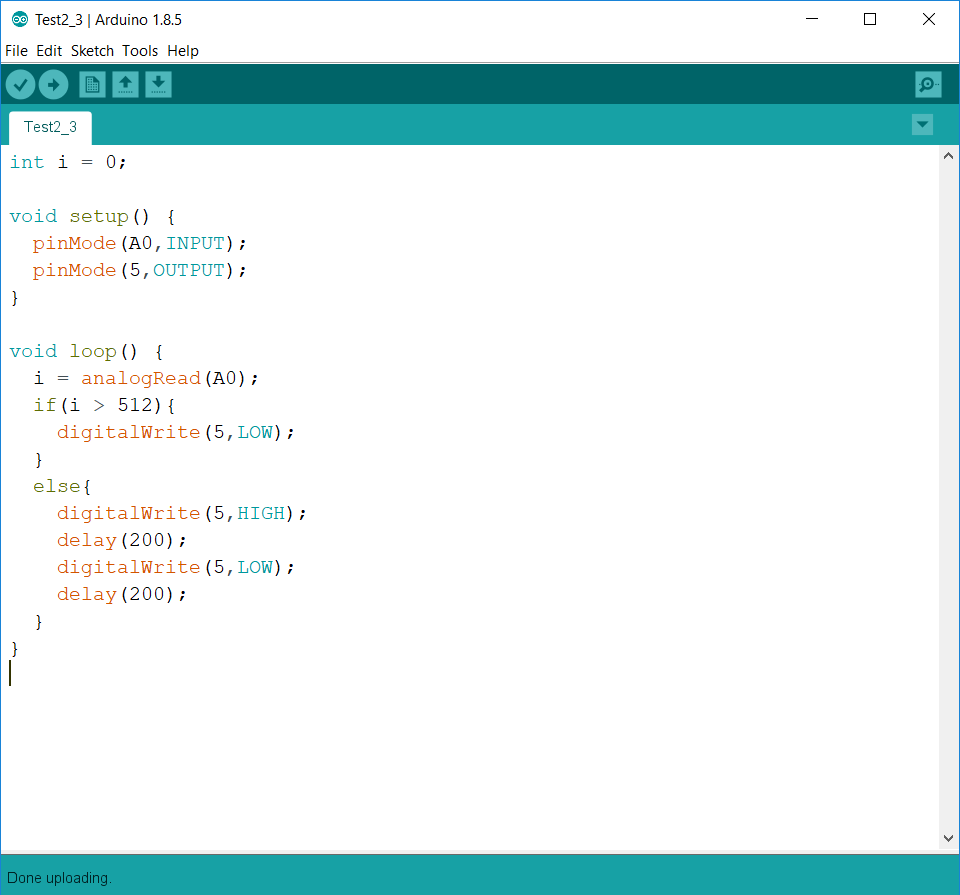 Test2_3 | Arduino 1.8.5
File Edit Sketch Tools Help
Test2_3
int i = 0;

void setup() {
  pinMode(A0,INPUT);
  pinMode(5,OUTPUT);
}

void loop() {
  i = analogRead(A0);
  if(i > 512){
    digitalWrite(5,LOW);
  }
  else{
    digitalWrite(5,HIGH);
    delay(200);
    digitalWrite(5,LOW);
    delay(200);
  }
}
Done uploading.